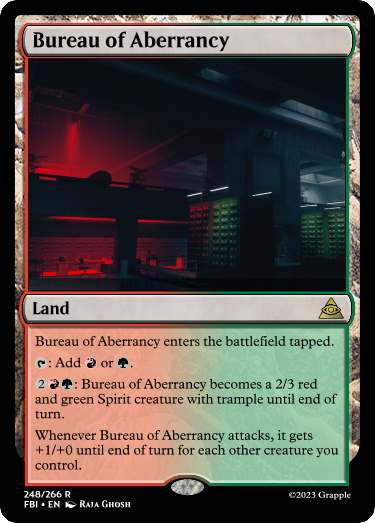 Bureau of Aberrancy
Land
Bureau of Aberrancy enters the battlefield tapped.
: Add or .
2 : Bureau of Aberrancy becomes a 2/3 red
and green Spirit creature with trample until end of
turn.
Whenever Bureau of Aberrancy attacks, it gets
+1/+0 until end of turn for each other creature you
control.
248/266 R
FBI • EN Raja Ghosh
©2023 Grapple